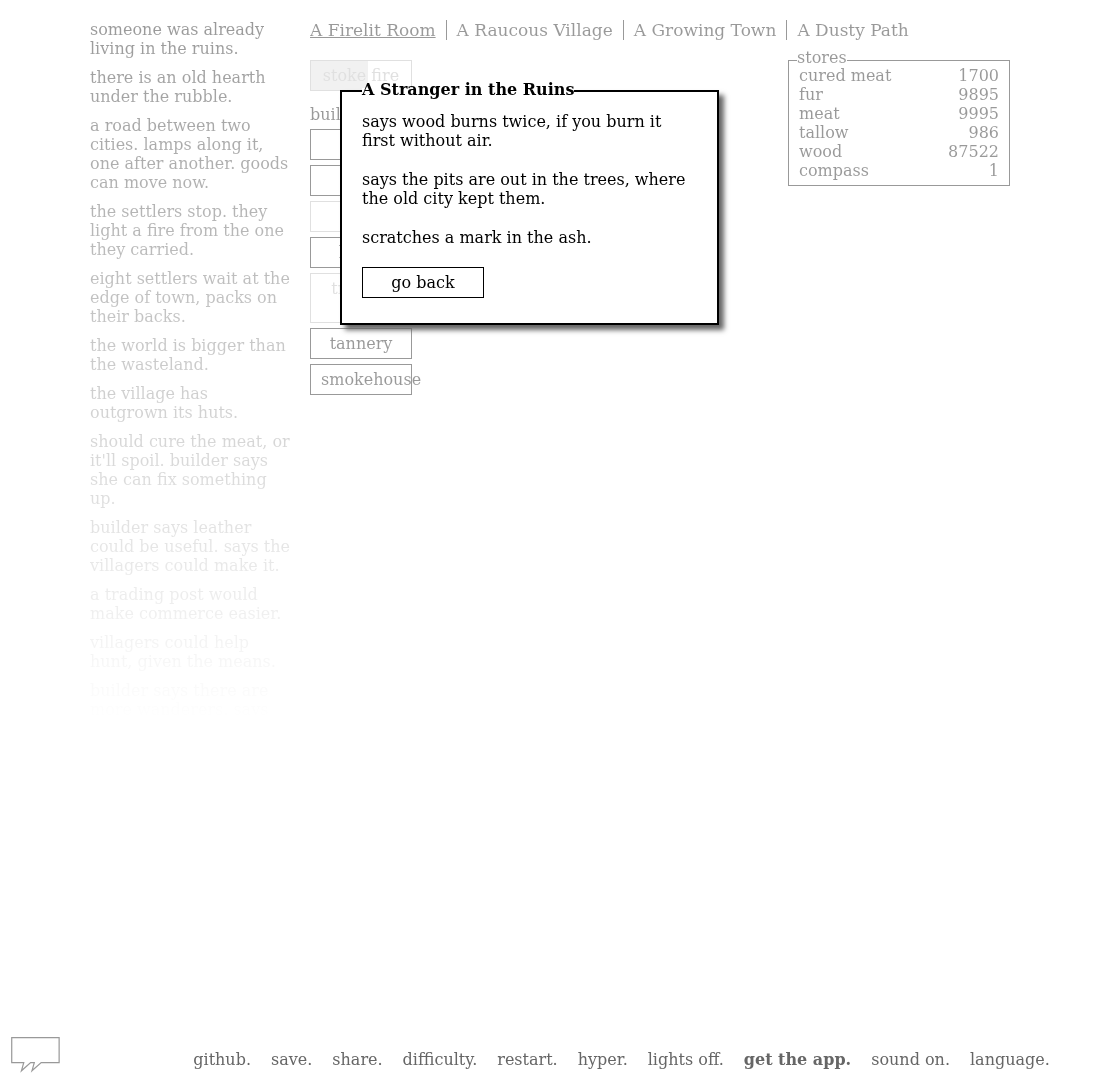 A Firelit Room | A Raucous Village | A Growing Town | A Dusty Path
someone was already
living in the ruins.
there is an old hearth
under the rubble.
a road between two
cities. lamps along it,
one after another. goods
can move now.
the settlers stop. they
light a fire from the one
they carried.
eight settlers wait at the
edge of town, packs on
their backs.
the world is bigger than
the wasteland.
the village has
outgrown its huts.
should cure the meat, or
it'll spoil. builder says
she can fix something
up.
builder says leather
could be useful. says the
villagers could make it.
a trading post would
make commerce easier.
villagers could help
hunt, given the means.
builder says there are
stoke fire
A Stranger in the Ruins
says wood burns twice, if you burn it
first without air.
says the pits are out in the trees, where
the old city kept them.
scratches a mark in the ash.
go back
tannery
smokehouse
stores
cured meat 1700
fur 9895
meat 9995
tallow 986
wood 87522
compass 1
github. save. share. difficulty. restart. hyper. lights off. get the app. sound on. language.